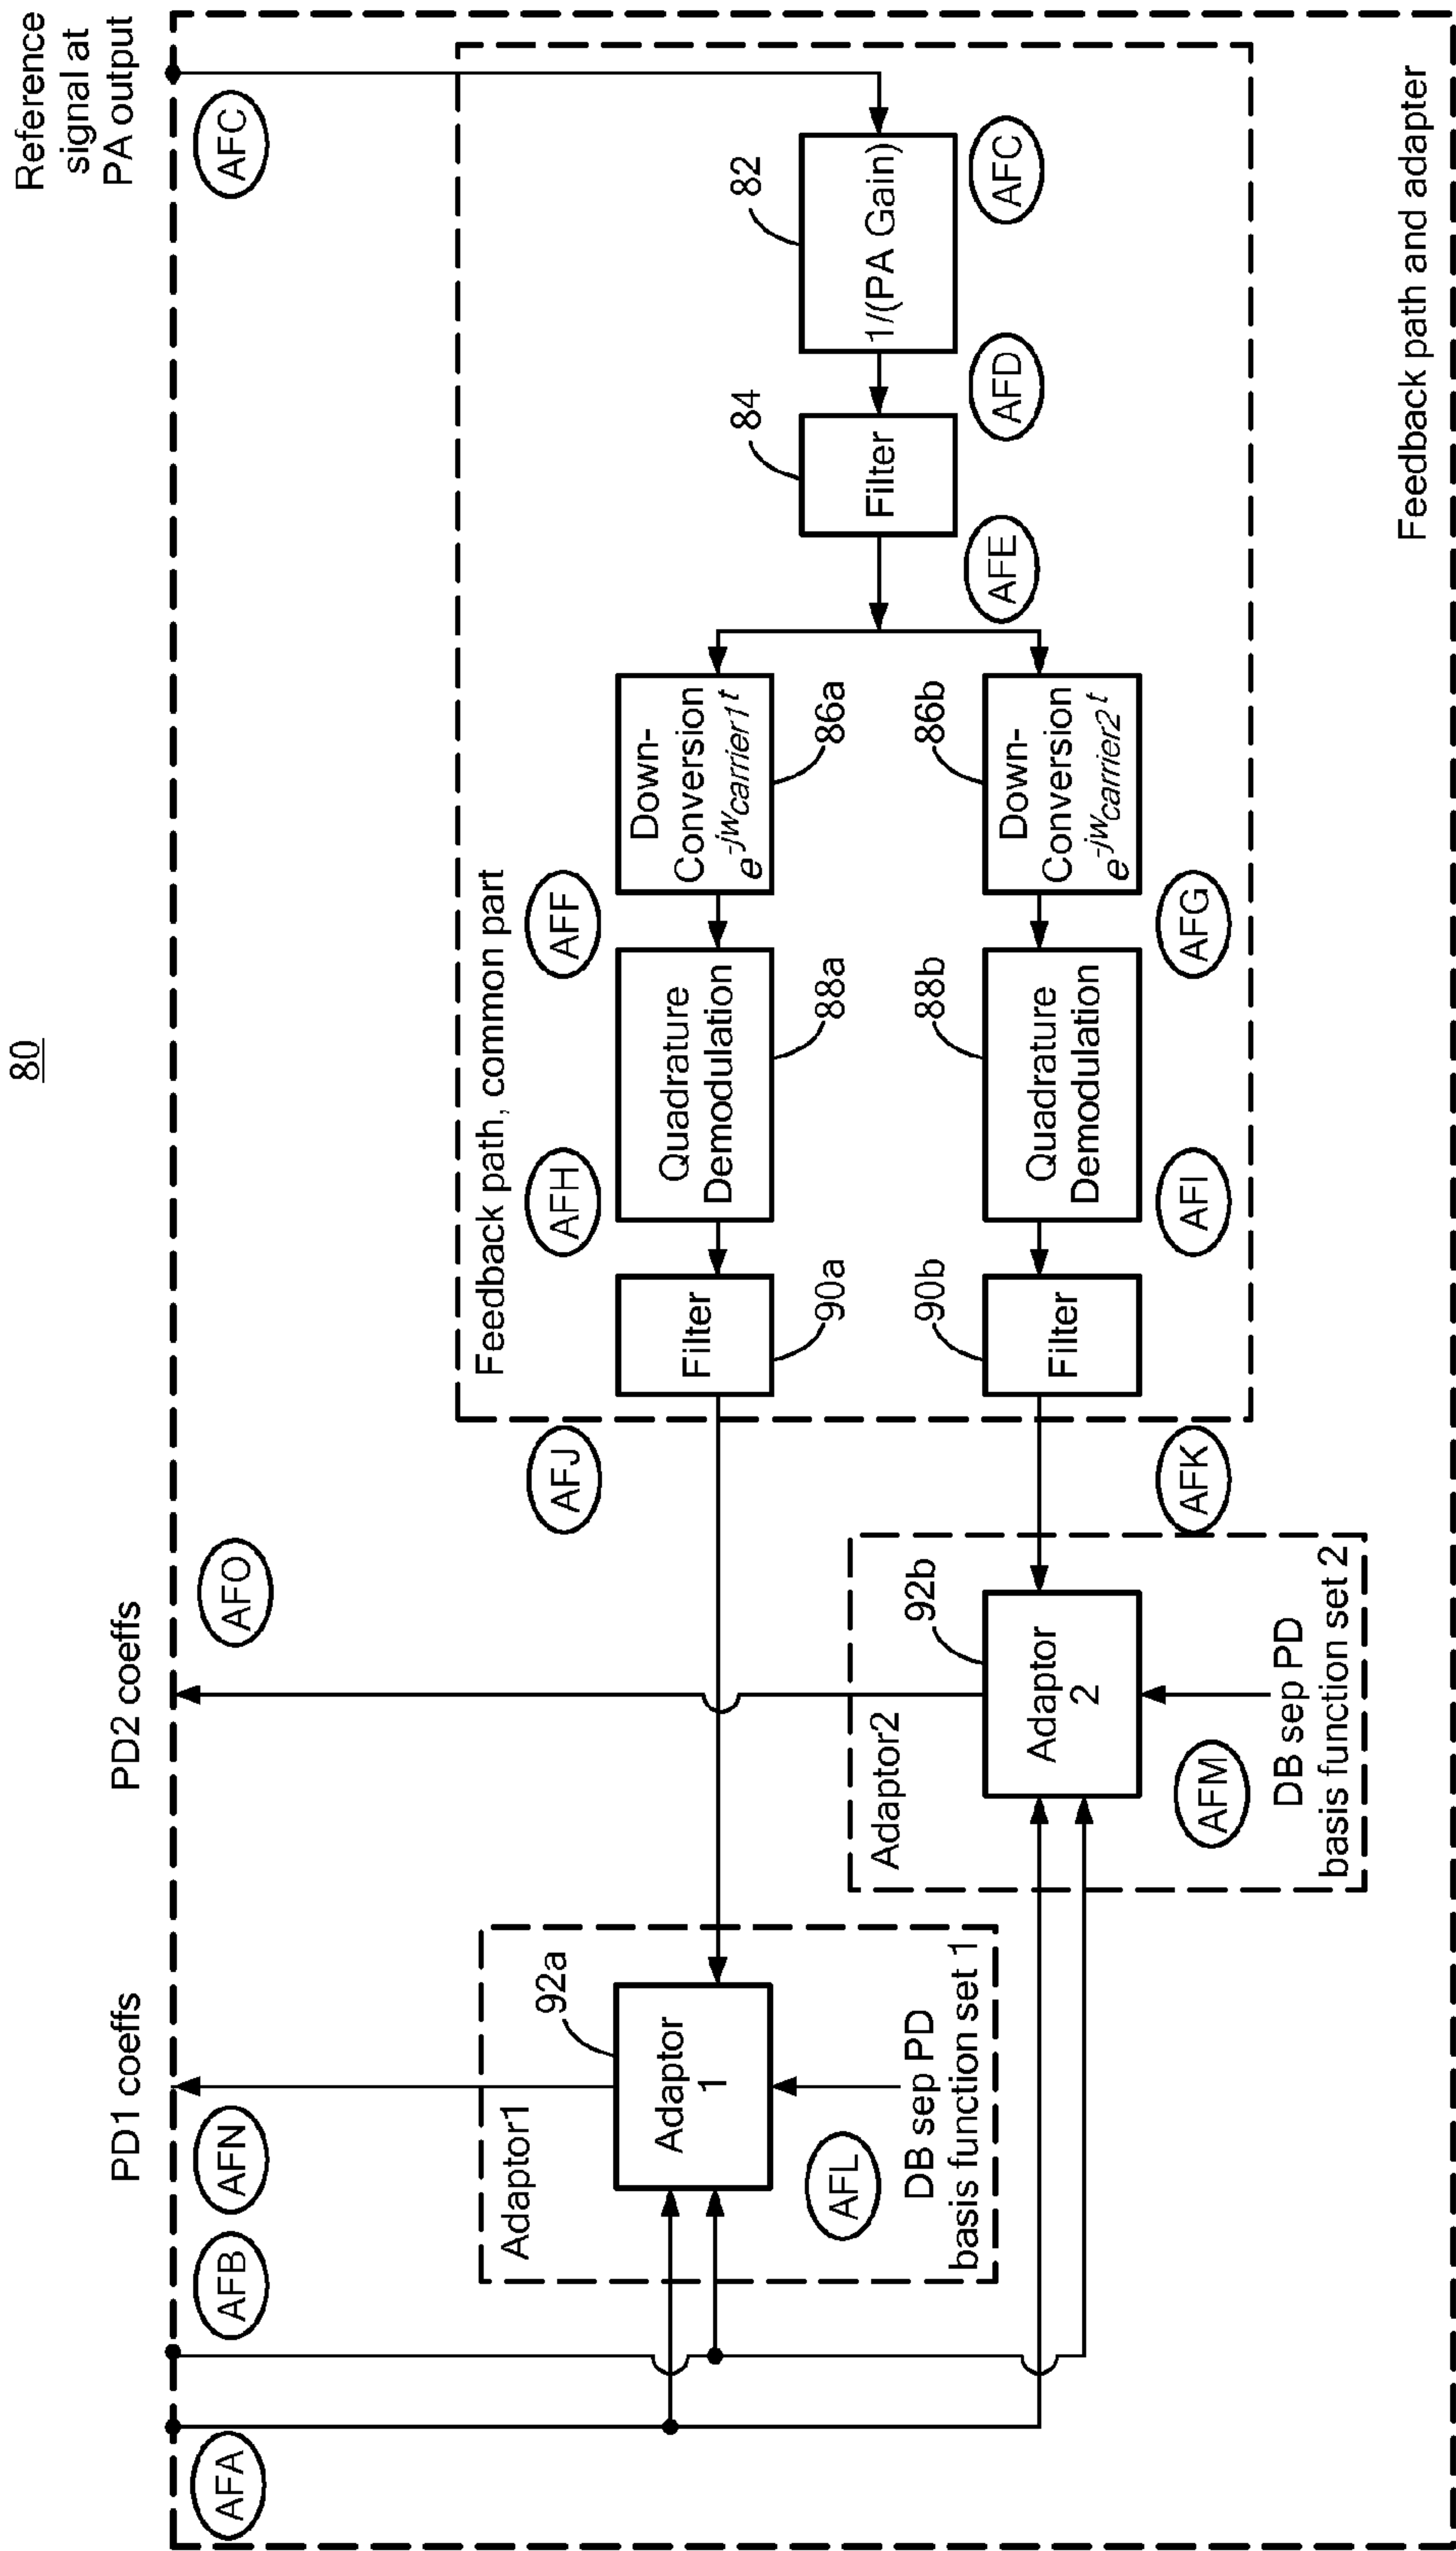 80
Reference
signal at
PA output
PD2 coeffs
PD1 coeffs
AFA
AFB
AFN
AFO
AFC
Feedback path, common part
82
1/(PA Gain)
AFC
AFD
84
Filter
AFE
Down-
Conversion
e^-jwcarrier1^t
86a
AFF
Quadrature
Demodulation
88a
AFH
Filter
90a
AFJ
Down-
Conversion
e^-jwcarrier2^t
86b
AFG
Quadrature
Demodulation
88b
AFI
Filter
90b
AFK
Adaptor1
92a
Adaptor
1
AFL
DB sep PD
basis function set 1
Adaptor2
92b
Adaptor
2
AFM
DB sep PD
basis function set 2
Feedback path and adapter